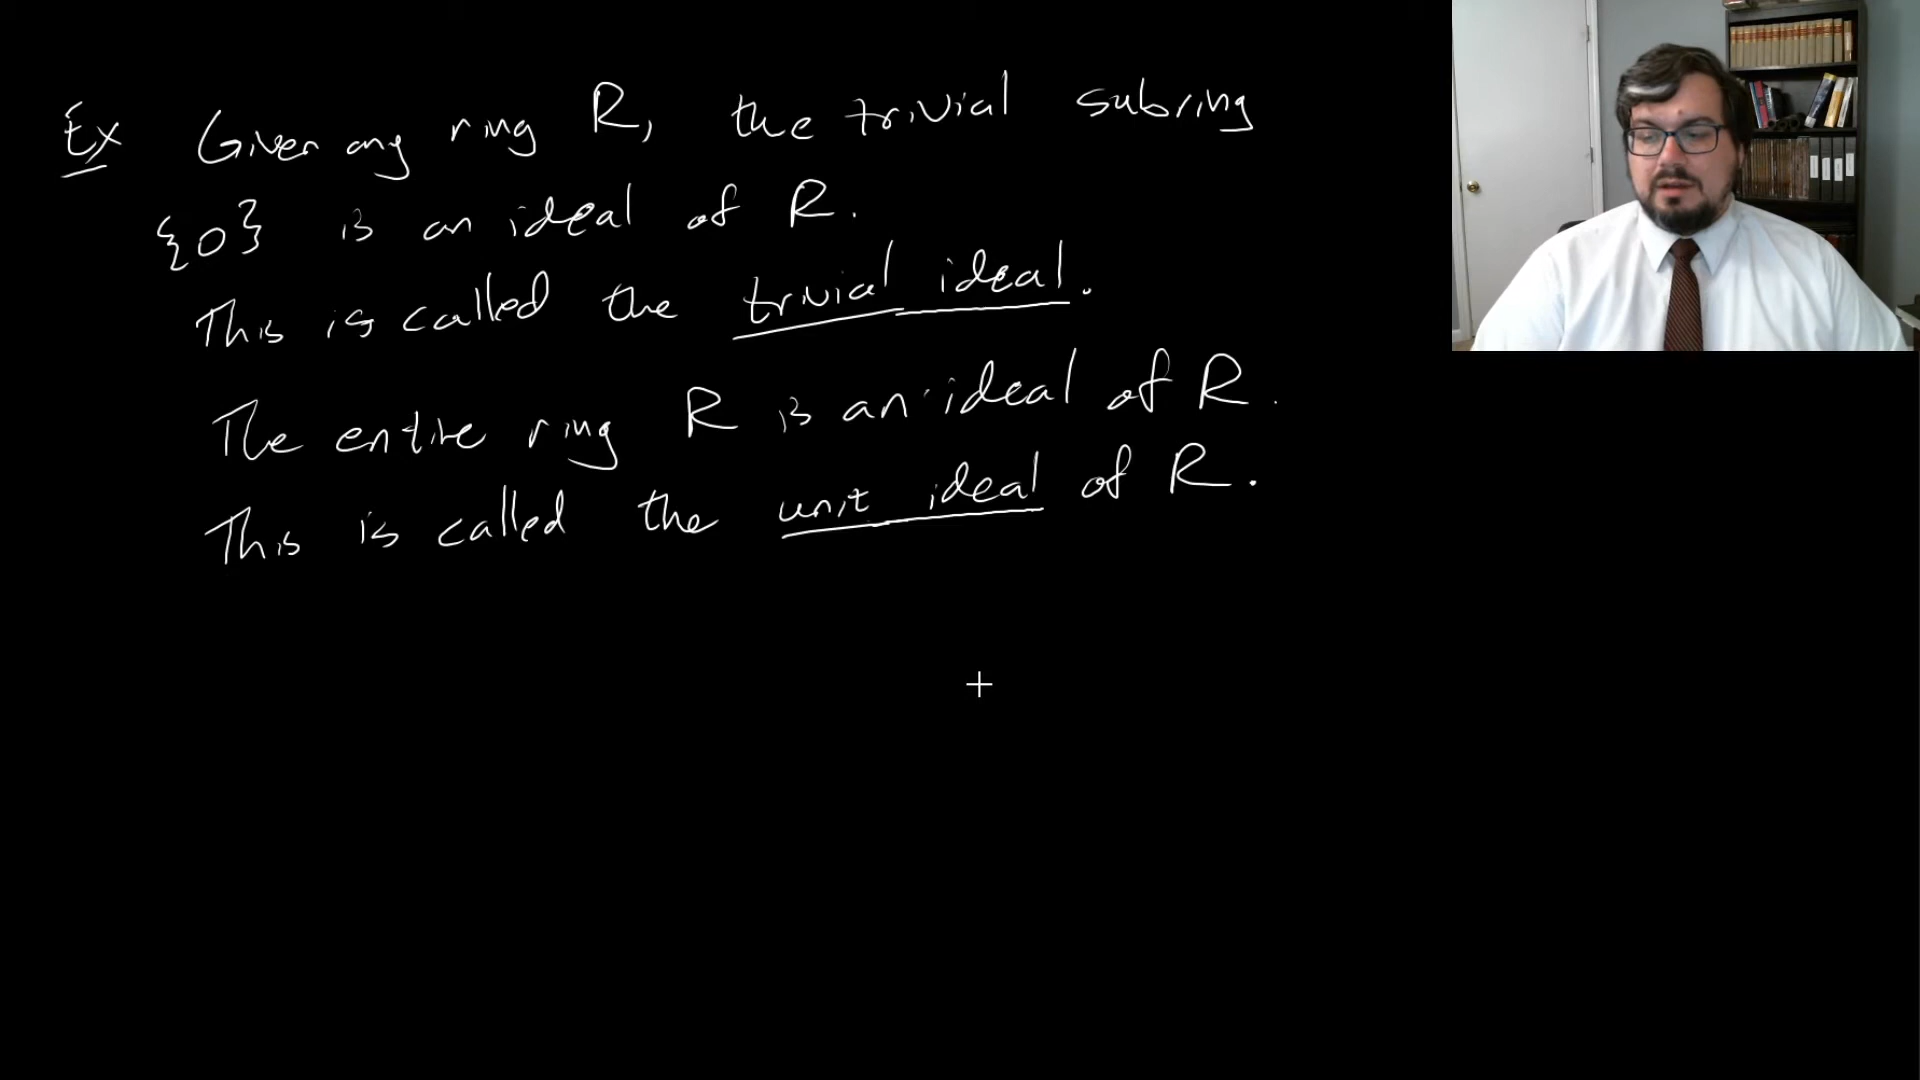 Ex Given any ring R, the trivial subring
{0} is an ideal of R.
This is called the trivial ideal.
The entire ring R is an ideal of R.
This is called the unit ideal of R.